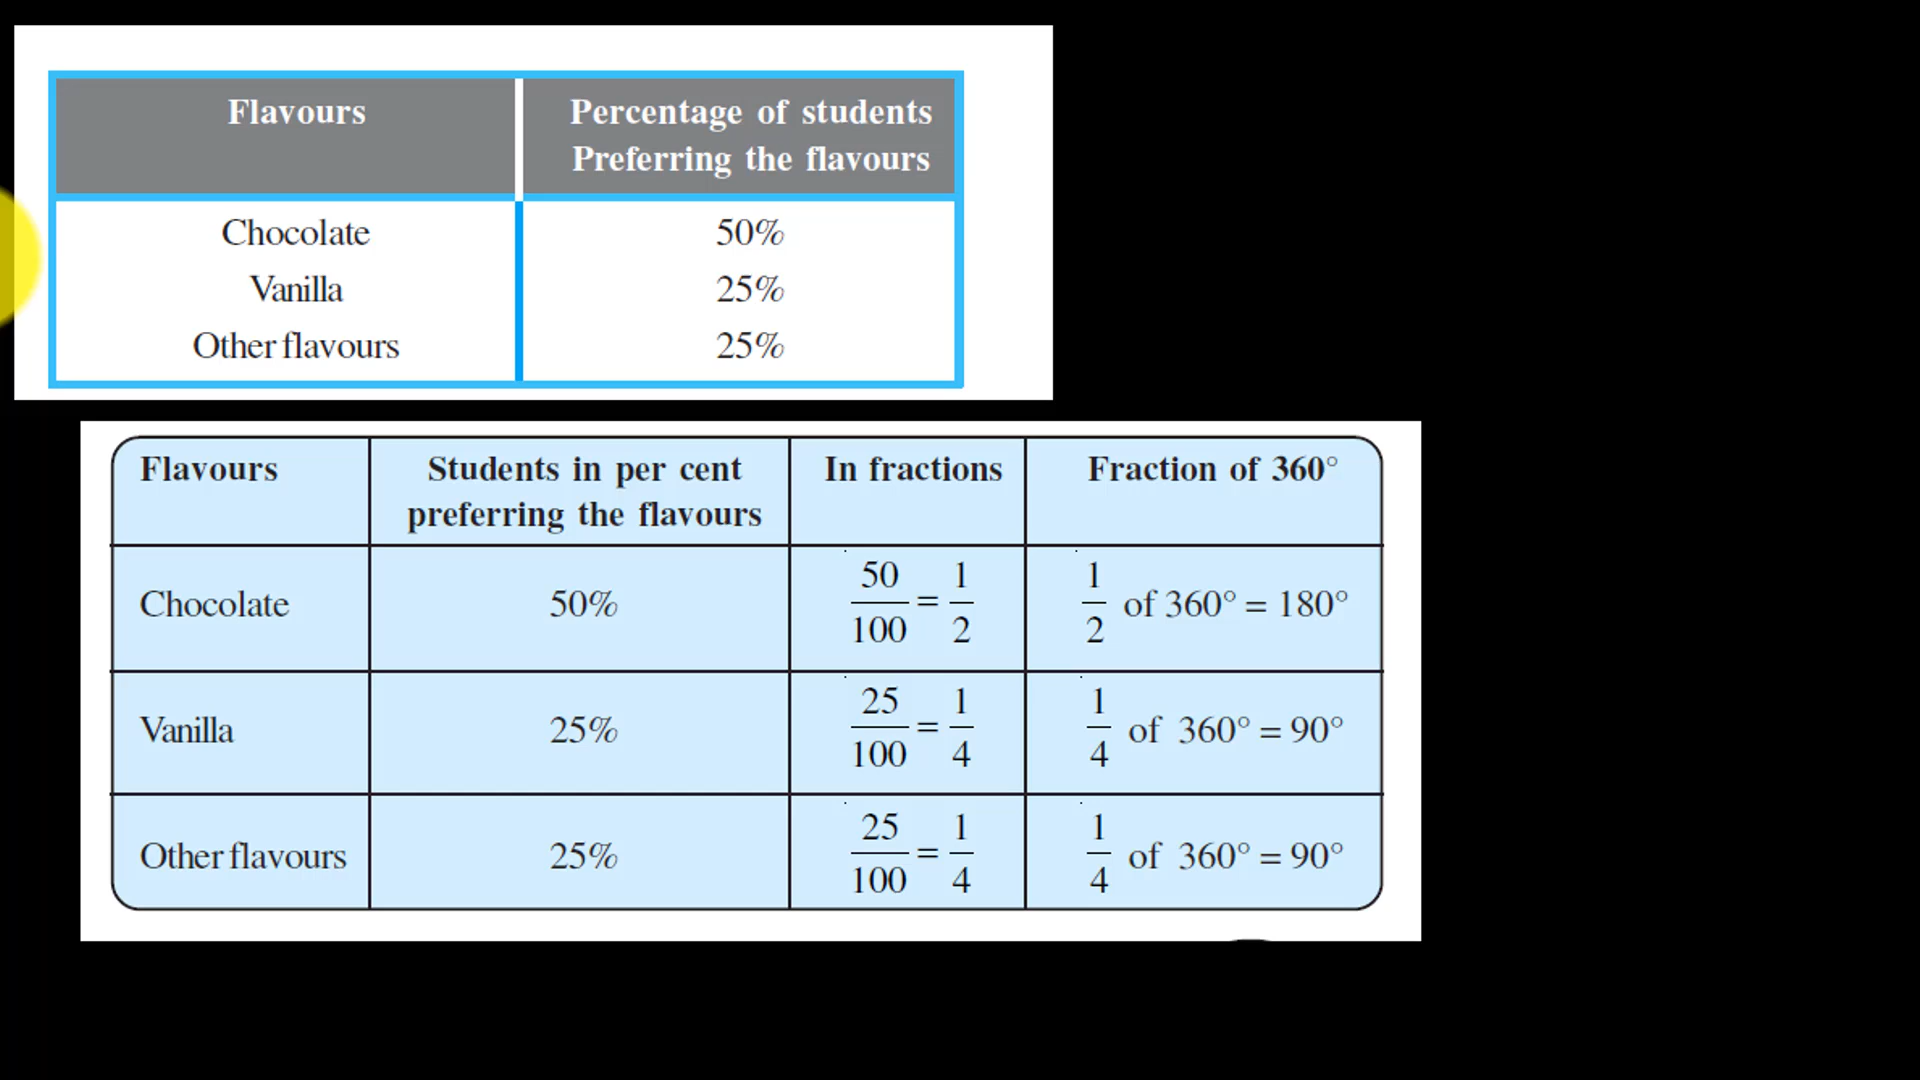 Flavours Percentage of students
Preferring the flavours
Chocolate 50%
Vanilla 25%
Other flavours 25%
Flavours Students in per cent In fractions Fraction of 360°
preferring the flavours
Chocolate 50% 50/100 = 1/2 1/2 of 360° = 180°
Vanilla 25% 25/100 = 1/4 1/4 of 360° = 90°
Other flavours 25% 25/100 = 1/4 1/4 of 360° = 90°